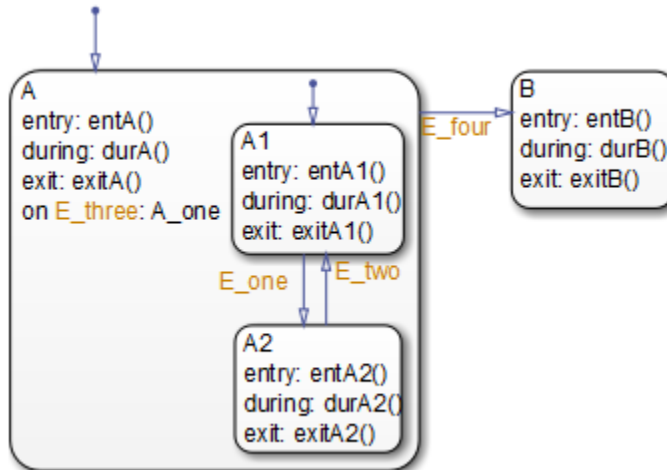 A
entry: entA()
during: durA()
exit: exitA()
on E_three: A_one
A1
entry: entA1()
during: durA1()
exit: exitA1()
E_one
E_two
A2
entry: entA2()
during: durA2()
exit: exitA2()
E_four
B
entry: entB()
during: durB()
exit: exitB()